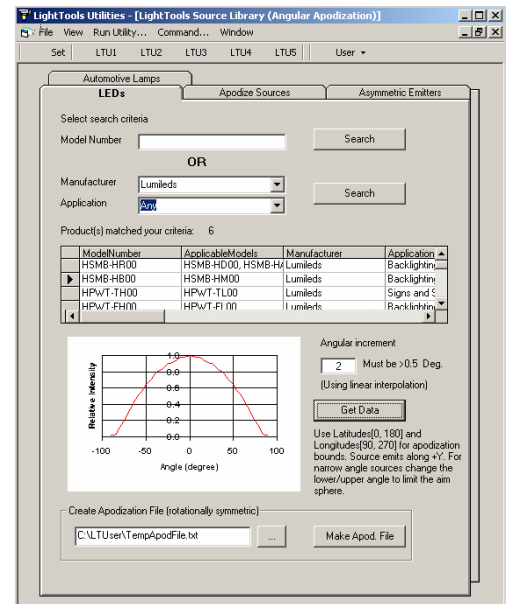 LightTools Utilities - [LightTools Source Library (Angular Apodization)]
File View Run Utility... Command... Window
Set LTU1 LTU2 LTU3 LTU4 LTU5 User
Automotive Lamps
LEDs Apodize Sources Asymmetric Emitters
Select search criteria
Model Number Search
OR
Manufacturer Lumileds
Search
Application Any
Product(s) matched your criteria: 6
ModelNumber ApplicableModels Manufacturer Application
HSMB-HR00 HSMB-HD00, HSMB-HA Lumileds Backlighting
HSMB-HB00 HSMB-HM00 Lumileds Backlighting
HPWT-TH00 HPWT-TL00 Lumileds Signs and S
HPWT-FH00 HPWT-FL00 Lumileds Backlighting
Angular increment
2 Must be >0.5 Deg.
(Using linear interpolation)
Get Data
Use Latitudes[0, 180] and
Longitudes[90, 270] for apodization
bounds. Source emits along +Y. For
narrow angle sources change the
lower/upper angle to limit the aim
sphere.
Relative Intensity
1.0
0.8
0.6
0.4
0.2
0.0
-100 -50 0 50 100
Angle (degree)
Create Apodization File (rotationally symmetric)
C:\LTUser\TempApodFile.txt ... Make Apod. File